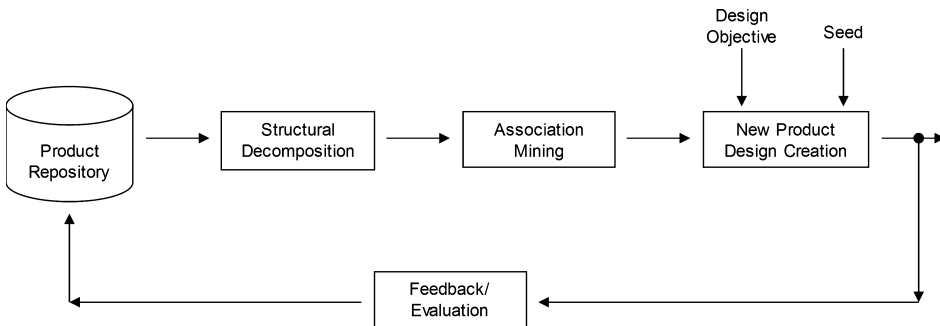 Design
Objective
Seed
Product
Repository
Structural
Decomposition
Association
Mining
New Product
Design Creation
Feedback/
Evaluation